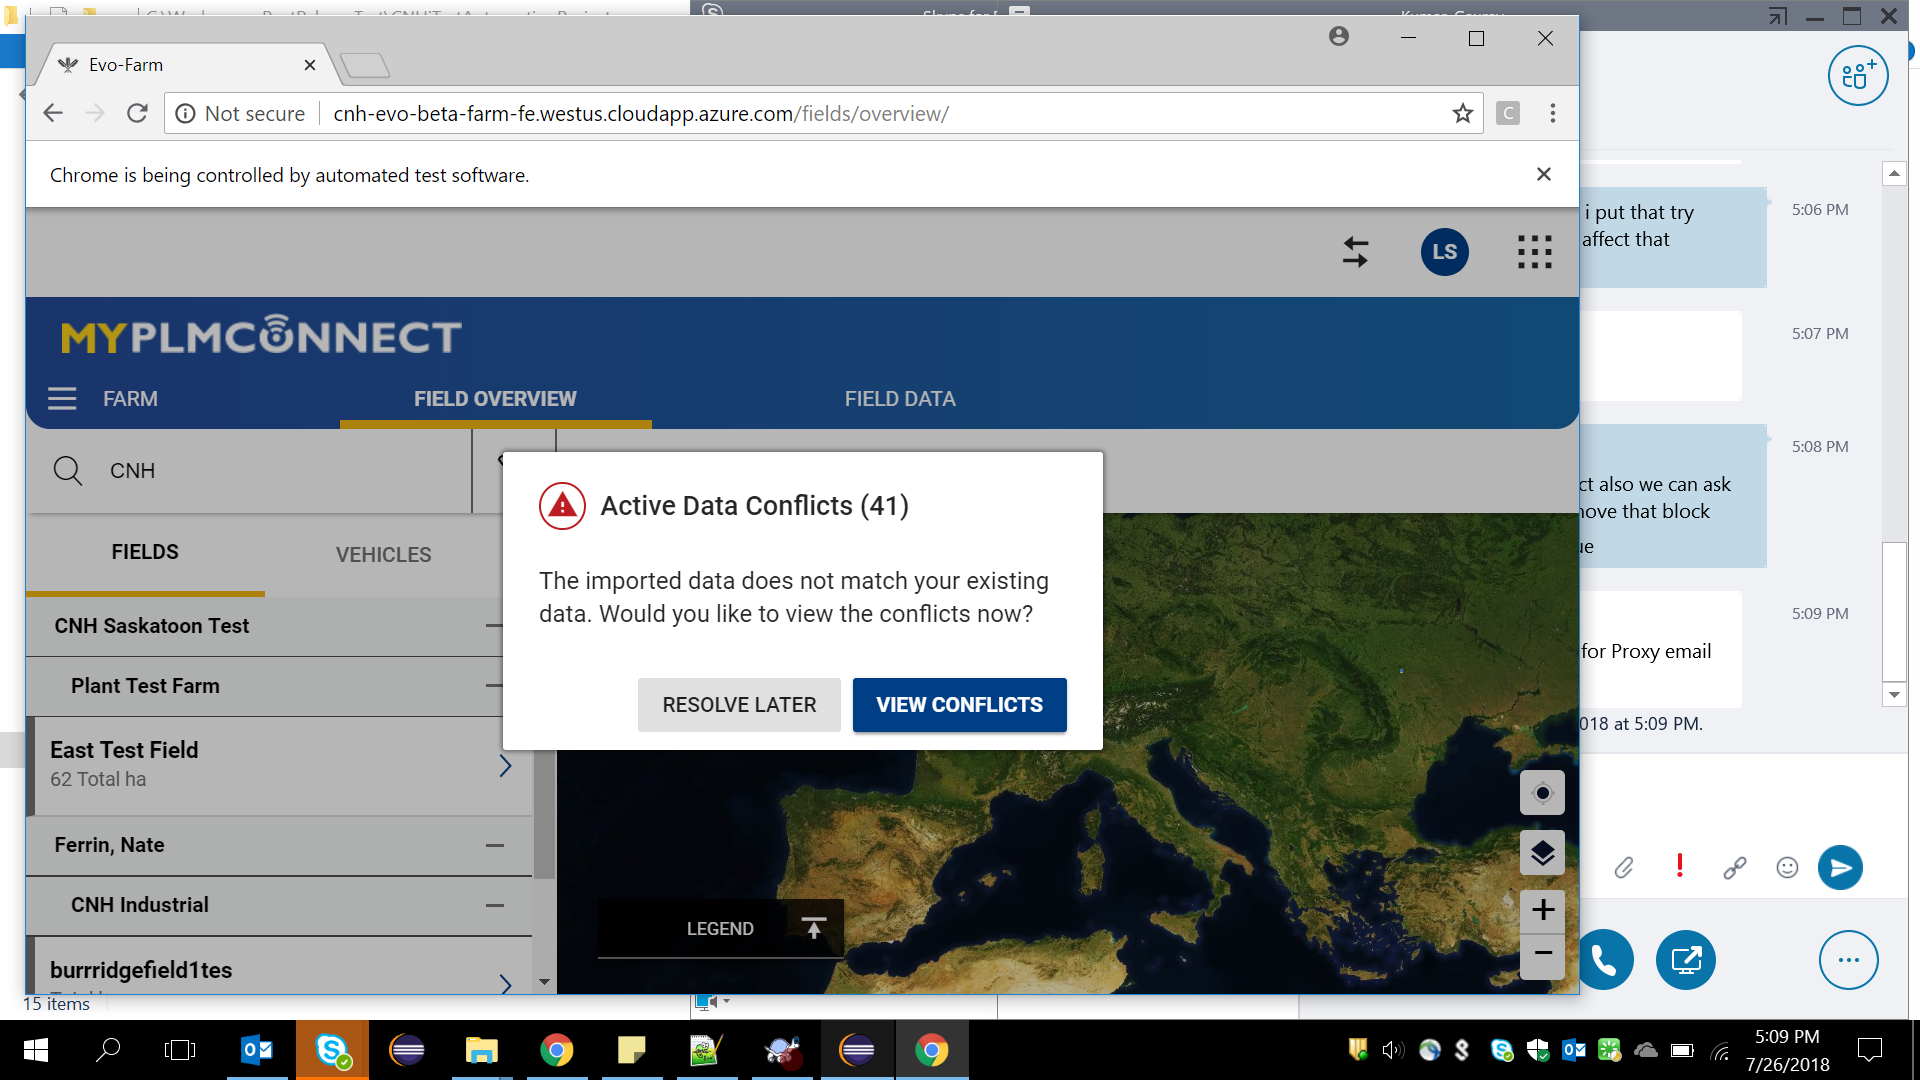 Evo-Farm
Not secure
cnh-evo-beta-farm-fe.westus.cloudapp.azure.com/fields/overview/
C
Chrome is being controlled by automated test software.
LS
MYPLMCONNECT
FARM
FIELD OVERVIEW
FIELD DATA
CNH
FIELDS
VEHICLES
CNH Saskatoon Test
Plant Test Farm
East Test Field
62 Total ha
Ferrin, Nate
CNH Industrial
burrridgefield1tes
Active Data Conflicts (41)
The imported data does not match your existing
data. Would you like to view the conflicts now?
RESOLVE LATER
VIEW CONFLICTS
LEGEND
15 items
i put that try
affect that
5:06 PM
5:07 PM
5:08 PM
ct also we can ask
ove that block
5:09 PM
for Proxy email
018 at 5:09 PM.
5:09 PM
7/26/2018